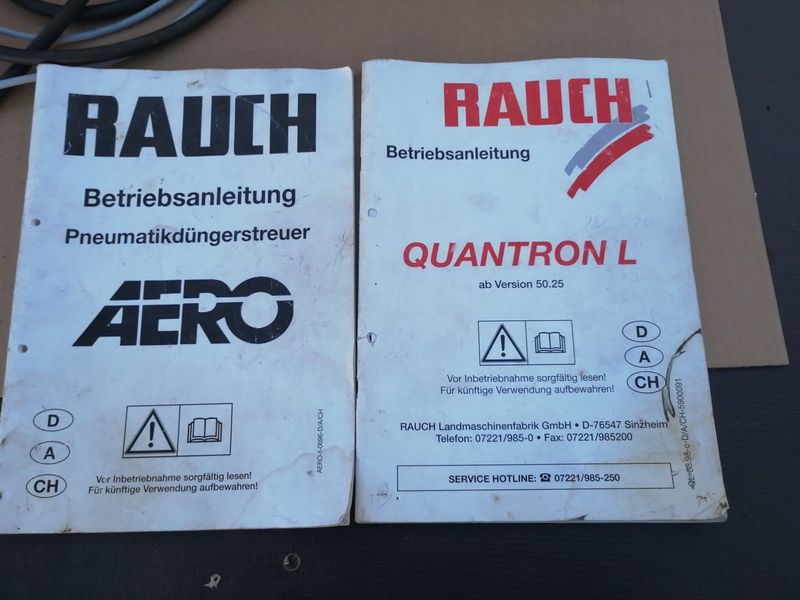 RAUCH
Betriebsanleitung
Pneumatikdüngerstreuer
AERO
D
A
CH
Vor Inbetriebnahme sorgfältig lesen!
Für künftige Verwendung aufbewahren!
AERO-I-0696-D/A/CH
RAUCH
Betriebsanleitung
QUANTRON L
ab Version 50.25
D
A
CH
Vor Inbetriebnahme sorgfältig lesen!
Für künftige Verwendung aufbewahren!
RAUCH Landmaschinenfabrik GmbH • D-76547 Sinzheim
Telefon: 07221/985-0 • Fax: 07221/985200
SERVICE HOTLINE: ☎ 07221/985-250